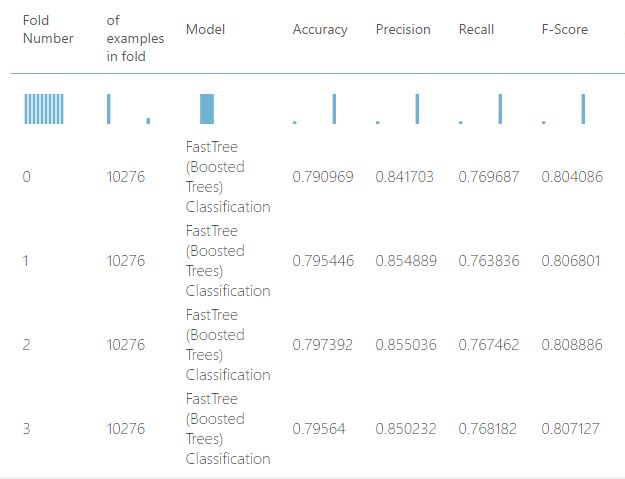 Fold Number of examples in fold Model Accuracy Precision Recall F-Score
0 10276 FastTree (Boosted Trees) Classification 0.790969 0.841703 0.769687 0.804086
1 10276 FastTree (Boosted Trees) Classification 0.795446 0.854889 0.763836 0.806801
2 10276 FastTree (Boosted Trees) Classification 0.797392 0.855036 0.767462 0.808886
3 10276 FastTree (Boosted Trees) Classification 0.79564 0.850232 0.768182 0.807127